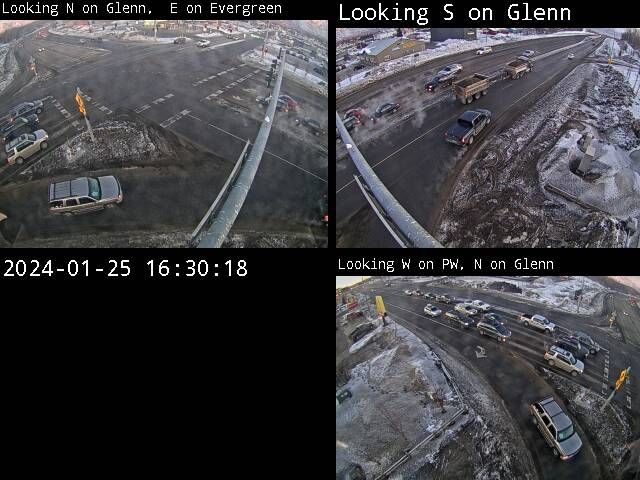 Looking N on Glenn, E on Evergreen
Looking S on Glenn
2024-01-25 16:30:18
Looking W on PW, N on Glenn